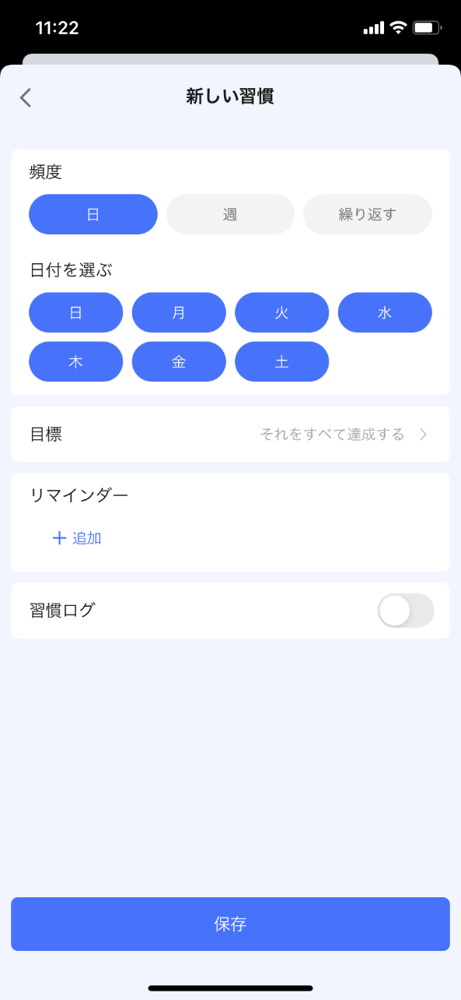 11:22
新しい習慣
頻度
日 週 繰り返す
日付を選ぶ
日 月 火 水
木 金 土
目標 それをすべて達成する
リマインダー
追加
習慣ログ
保存